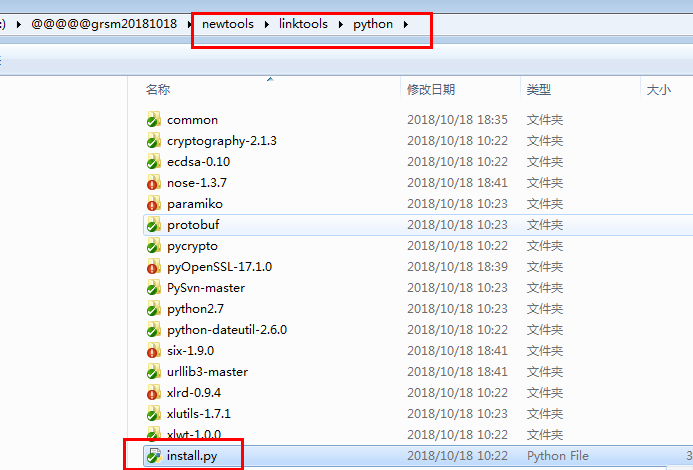 :) @@@@@grsm20181018 newtools linktools python
名称 修改日期 类型 大小
common 2018/10/18 18:35 文件夹
cryptography-2.1.3 2018/10/18 10:22 文件夹
ecdsa-0.10 2018/10/18 10:22 文件夹
nose-1.3.7 2018/10/18 18:41 文件夹
paramiko 2018/10/18 10:23 文件夹
protobuf 2018/10/18 10:23 文件夹
pycrypto 2018/10/18 10:22 文件夹
pyOpenSSL-17.1.0 2018/10/18 18:39 文件夹
PySvn-master 2018/10/18 10:23 文件夹
python2.7 2018/10/18 10:23 文件夹
python-dateutil-2.6.0 2018/10/18 10:22 文件夹
six-1.9.0 2018/10/18 18:41 文件夹
urllib3-master 2018/10/18 18:41 文件夹
xlrd-0.9.4 2018/10/18 10:22 文件夹
xlutils-1.7.1 2018/10/18 10:23 文件夹
xlwt-1.0.0 2018/10/18 10:22 文件夹
install.py 2018/10/18 10:22 Python File 3